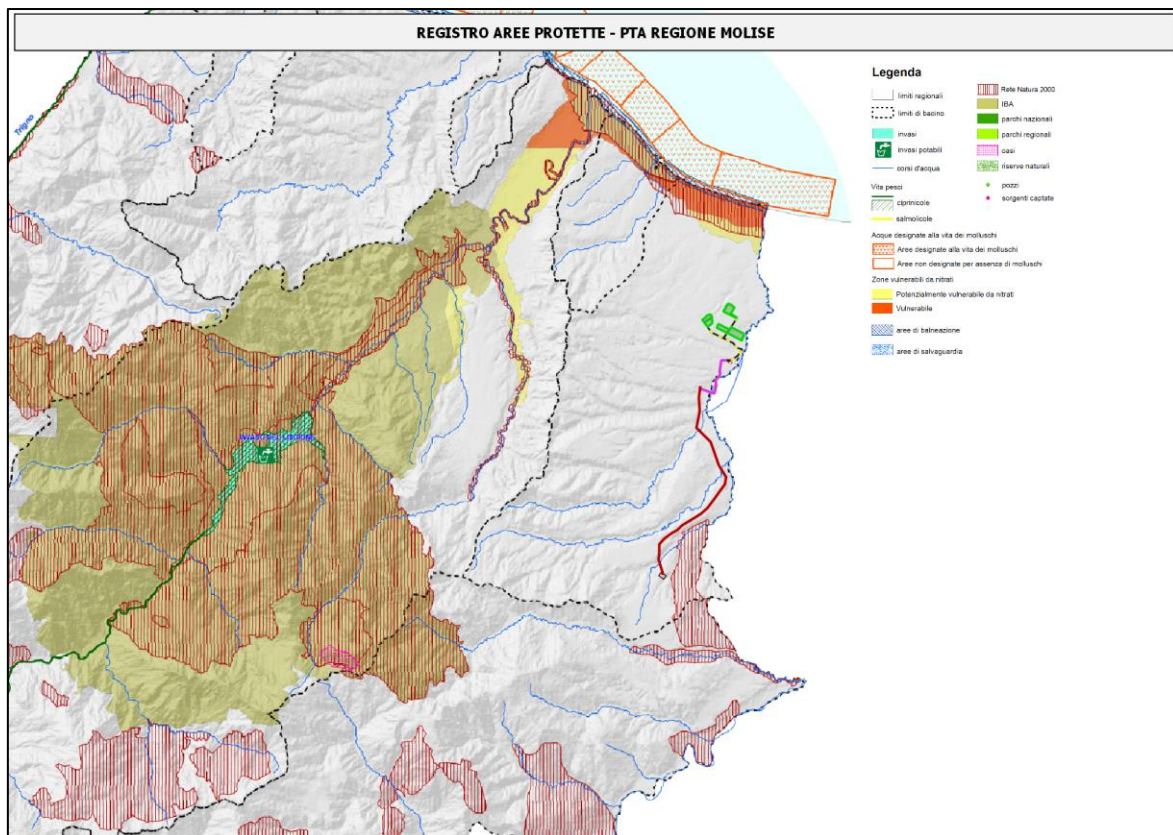 REGISTRO AREE PROTETTE - PTA REGIONE MOLISE
Trigno
Legenda
limiti regionali
limiti di bacino
invasi
invasi potabili
corsi d'acqua
Vita pesci
ciprinicole
salmolicole
Acque designate alla vita dei molluschi
Aree designate alla vita dei molluschi
Aree non designate per assenza di molluschi
Zone vulnerabili da nitrati
Potenzialmente vulnerabile da nitrati
Vulnerabile
aree di balneazione
aree di salvaguardia
Rete Natura 2000
IBA
parchi nazionali
parchi regionali
oasi
riserve naturali
pozzi
sorgenti captate